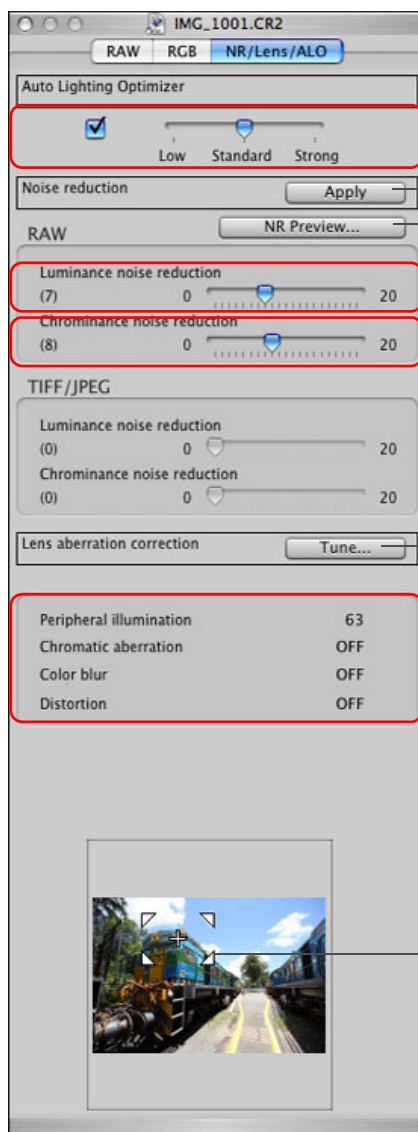 IMG_1001.CR2
RAW RGB NR/Lens/ALO
Auto Lighting Optimizer
Low Standard Strong
Noise reduction Apply
RAW NR Preview...
Luminance noise reduction
(7) 0 20
Chrominance noise reduction
(8) 0 20
TIFF/JPEG
Luminance noise reduction
(0) 0 20
Chrominance noise reduction
(0) 0 20
Lens aberration correction Tune...
Peripheral illumination 63
Chromatic aberration OFF
Color blur OFF
Distortion OFF